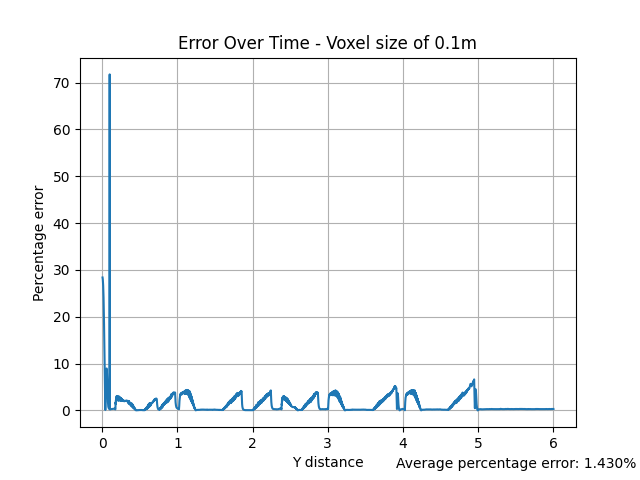 Error Over Time - Voxel size of 0.1m
70
60
50
40
30
20
10
0
Percentage error
0 1 2 3 4 5 6
Y distance
Average percentage error: 1.430%